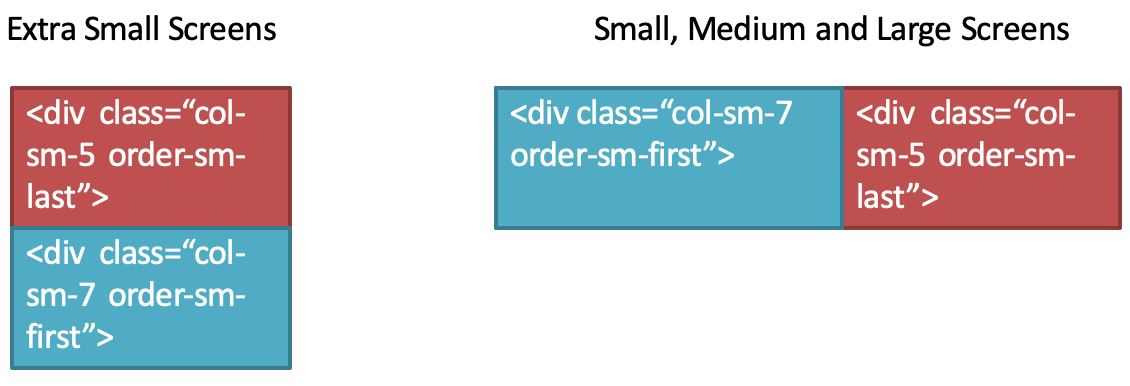 Extra Small Screens
<div class=“col-
sm-5 order-sm-
last”>
<div class=“col-
sm-7 order-sm-
first”>
Small, Medium and Large Screens
<div class=“col-sm-7
order-sm-first”>
<div class=“col-
sm-5 order-sm-
last”>